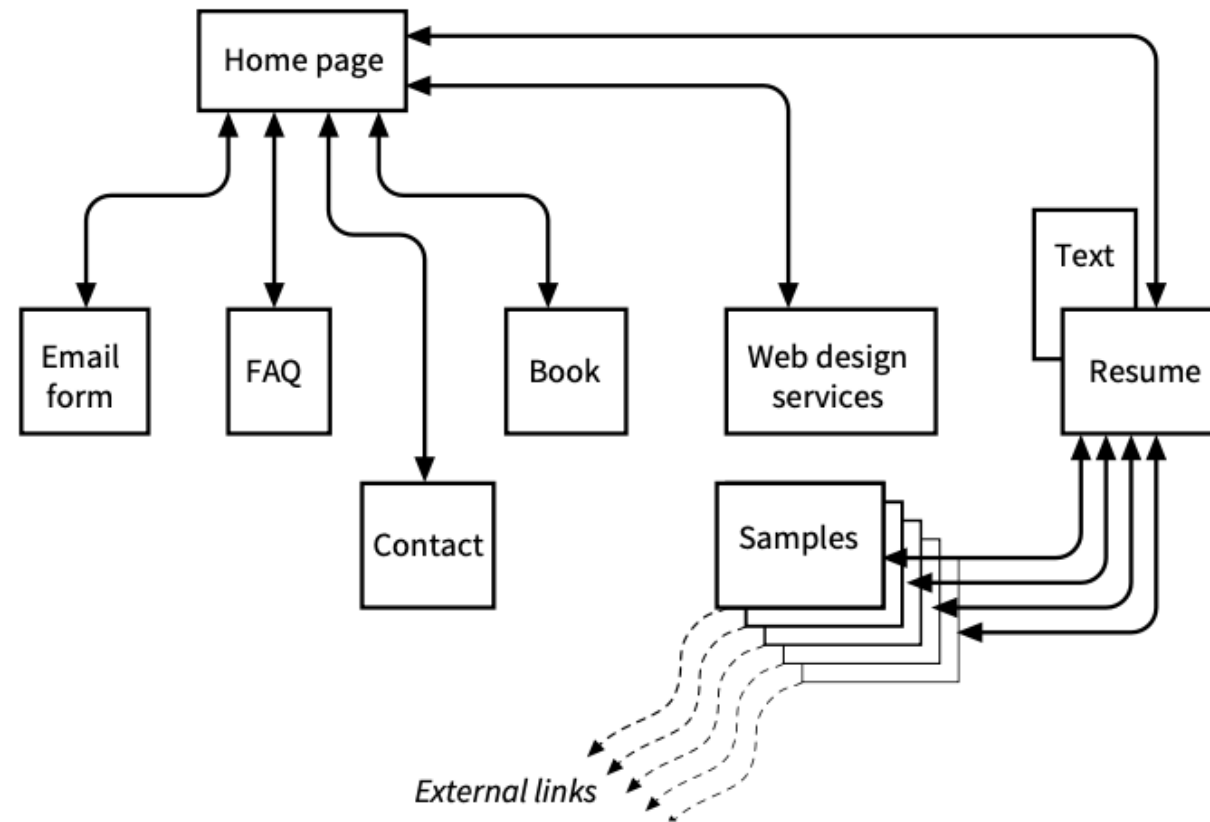 Home page
Text
Email
form
FAQ
Book
Web design
services
Resume
Contact
Samples
External links